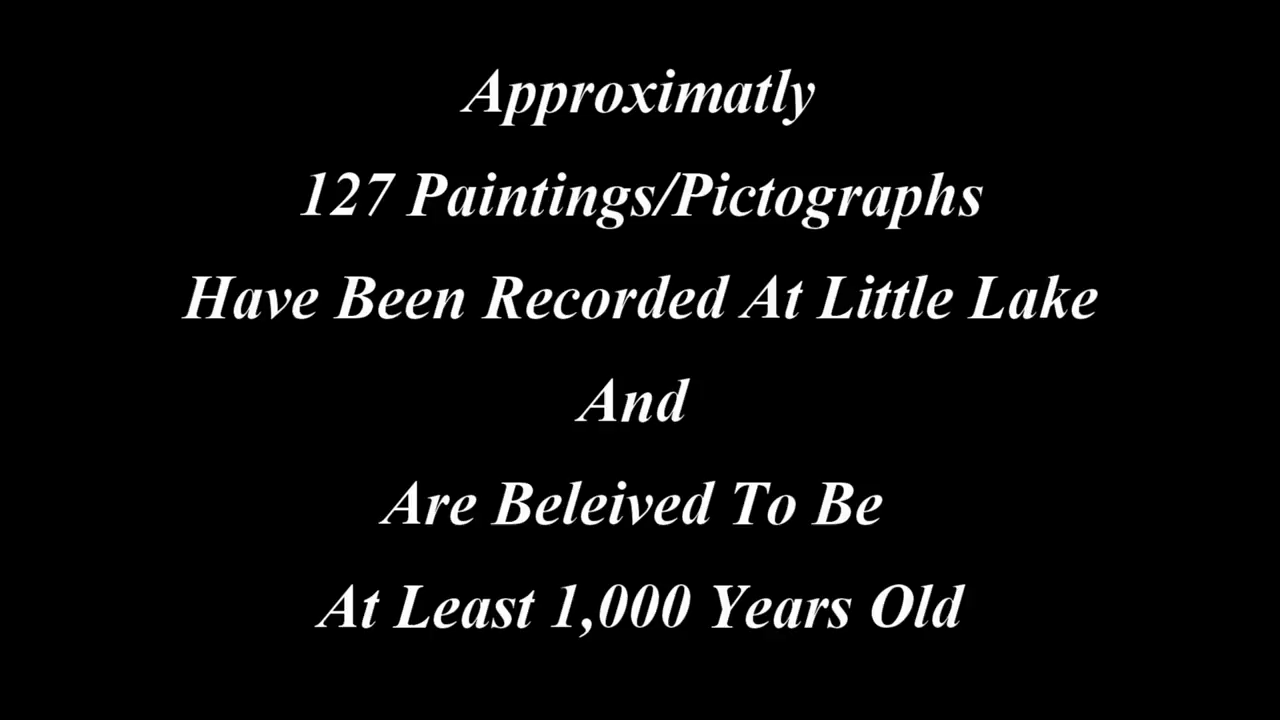 Approximatly
127 Paintings/Pictographs
Have Been Recorded At Little Lake
And
Are Beleived To Be
At Least 1,000 Years Old